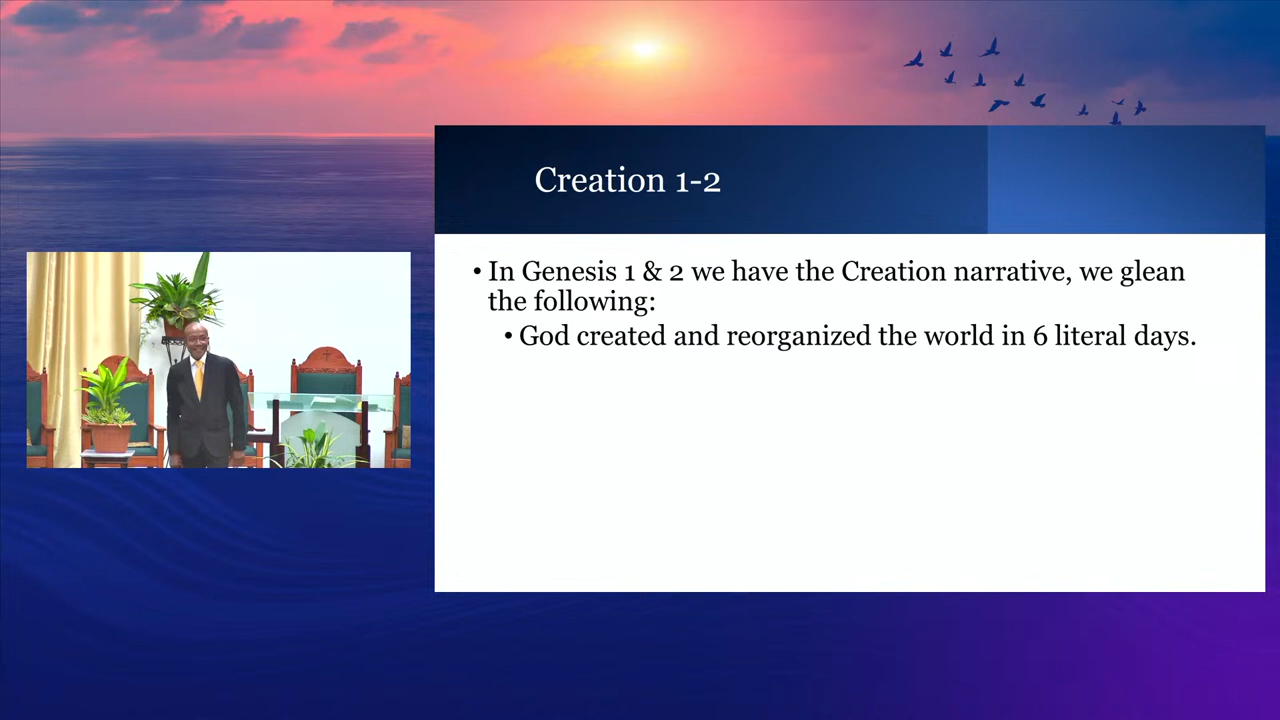 Creation 1-2
• In Genesis 1 & 2 we have the Creation narrative, we glean
the following:
• God created and reorganized the world in 6 literal days.